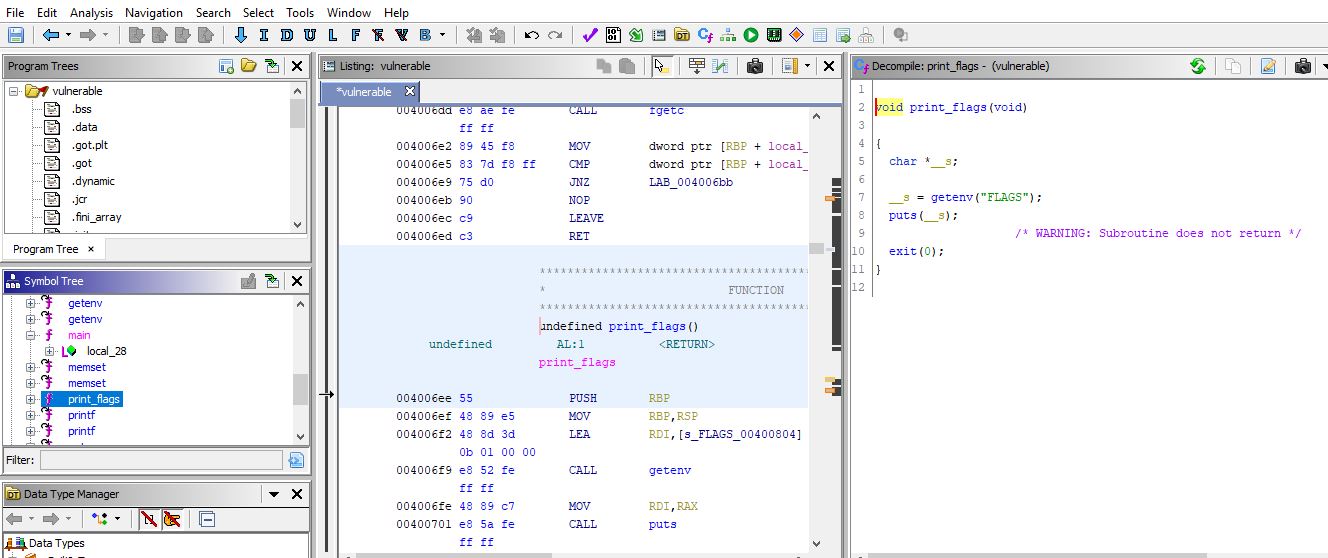 File Edit Analysis Navigation Search Select Tools Window Help
I D U L F F V B
Program Trees
vulnerable
.bss
.data
.got.plt
.got
.dynamic
.jcr
.fini_array
Program Tree ×
Symbol Tree
getenv
getenv
main
local_28
memset
memset
print_flags
printf
printf
Filter:
Data Type Manager
Data Types
Listing: vulnerable
*vulnerable
004006dd e8 ae fe CALL fgetc
ff ff
004006e2 89 45 f8 MOV dword ptr [RBP + local_
004006e5 83 7d f8 ff CMP dword ptr [RBP + local_
004006e9 75 d0 JNZ LAB_004006bb
004006eb 90 NOP
004006ec c9 LEAVE
004006ed c3 RET
**************************************
* FUNCTION
**************************************
undefined print_flags()
undefined AL:1 <RETURN>
print_flags
004006ee 55 PUSH RBP
004006ef 48 89 e5 MOV RBP,RSP
004006f2 48 8d 3d LEA RDI,[s_FLAGS_00400804]
0b 01 00 00
004006f9 e8 52 fe CALL getenv
ff ff
004006fe 48 89 c7 MOV RDI,RAX
00400701 e8 5a fe CALL puts
ff ff
Decompile: print_flags - (vulnerable)
1
2 void print_flags(void)
3
4 {
5 char *__s;
6
7 __s = getenv("FLAGS");
8 puts(__s);
9 /* WARNING: Subroutine does not return */
10 exit(0);
11 }
12